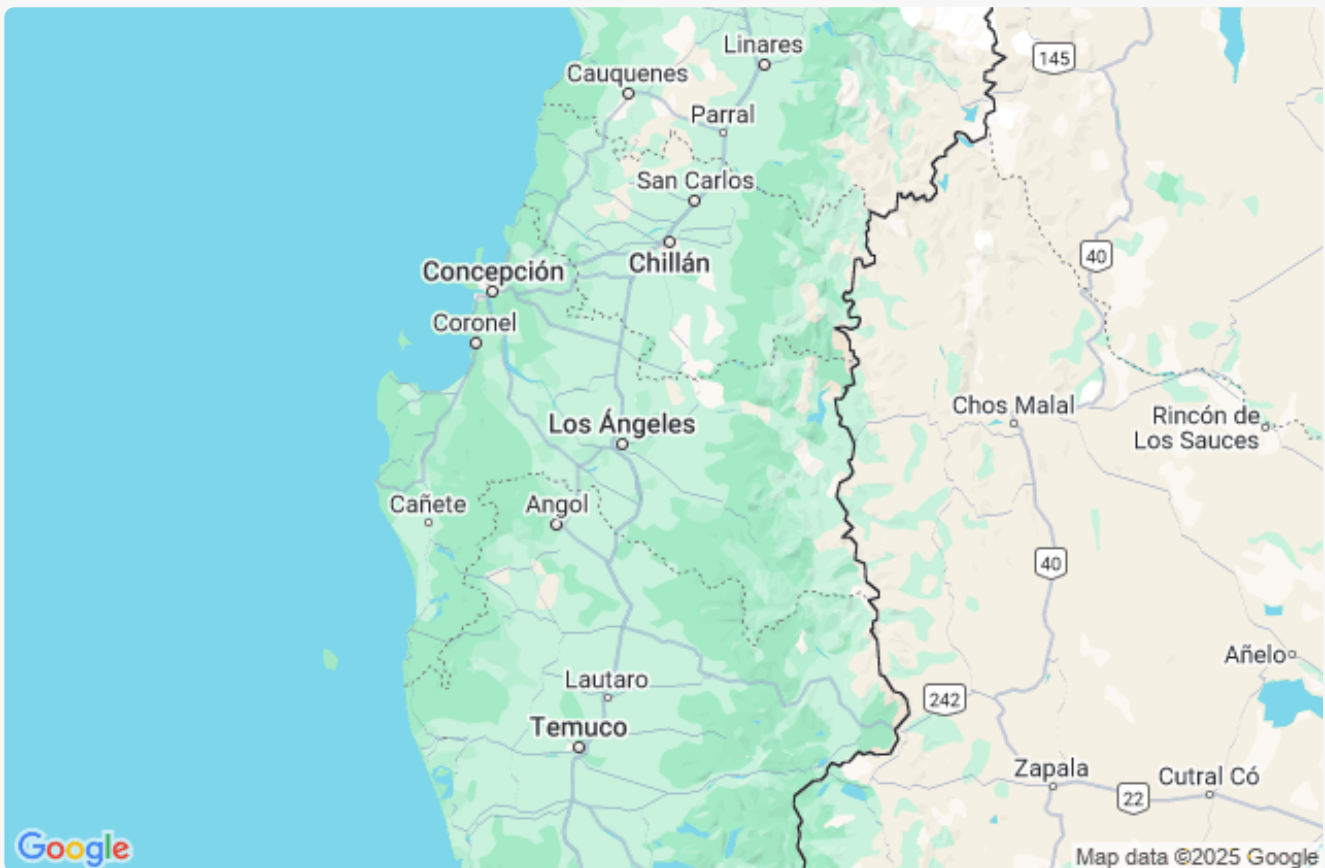 Linares
145
Cauquenes
Parral
San Carlos
40
Chillán
Concepción
Coronel
Chos Malal
Rincón de
Los Sauces
Los Ángeles
Cañete
Angol
40
Añelo
Lautaro
242
Temuco
Zapala
Cutral Có
22
Google
Map data ©2025 Google